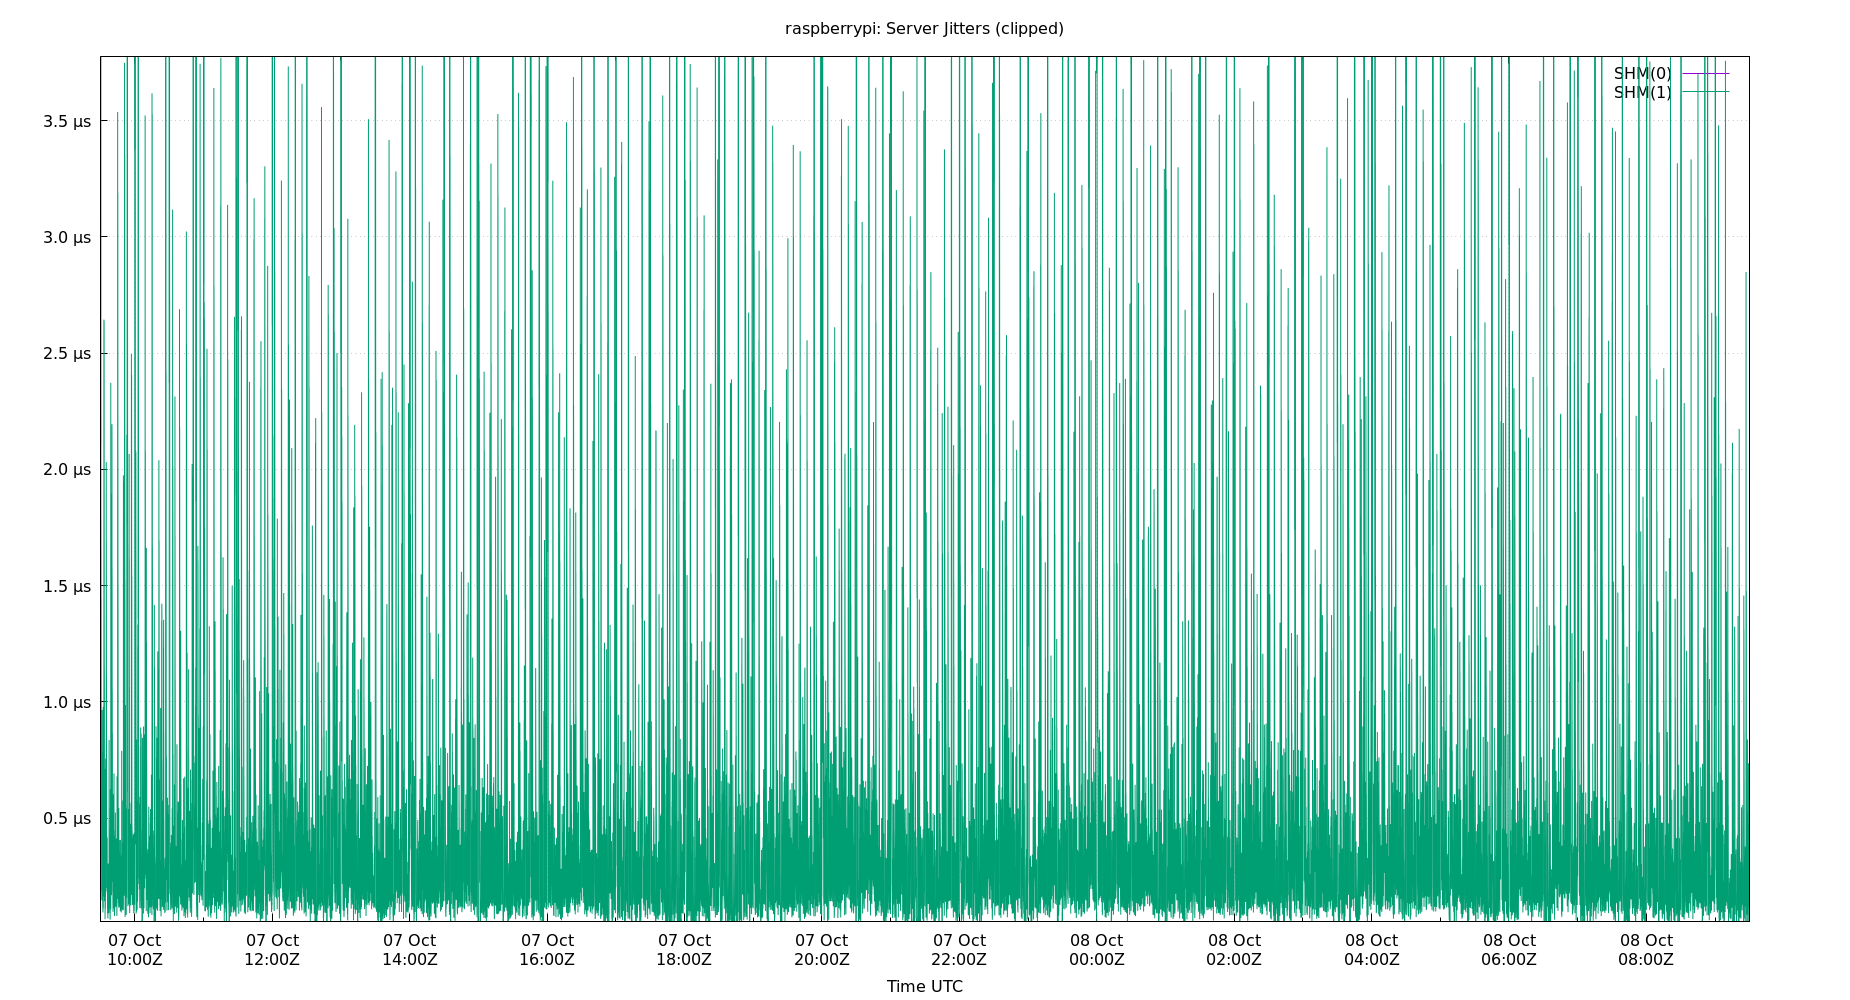 raspberrypi: Server Jitters (clipped)
SHM(0)
SHM(1)
3.5 µs
3.0 µs
2.5 µs
2.0 µs
1.5 µs
1.0 µs
0.5 µs
07 Oct 07 Oct 07 Oct 07 Oct 07 Oct 07 Oct 07 Oct 08 Oct 08 Oct 08 Oct 08 Oct 08 Oct
10:00Z 12:00Z 14:00Z 16:00Z 18:00Z 20:00Z 22:00Z 00:00Z 02:00Z 04:00Z 06:00Z 08:00Z
Time UTC